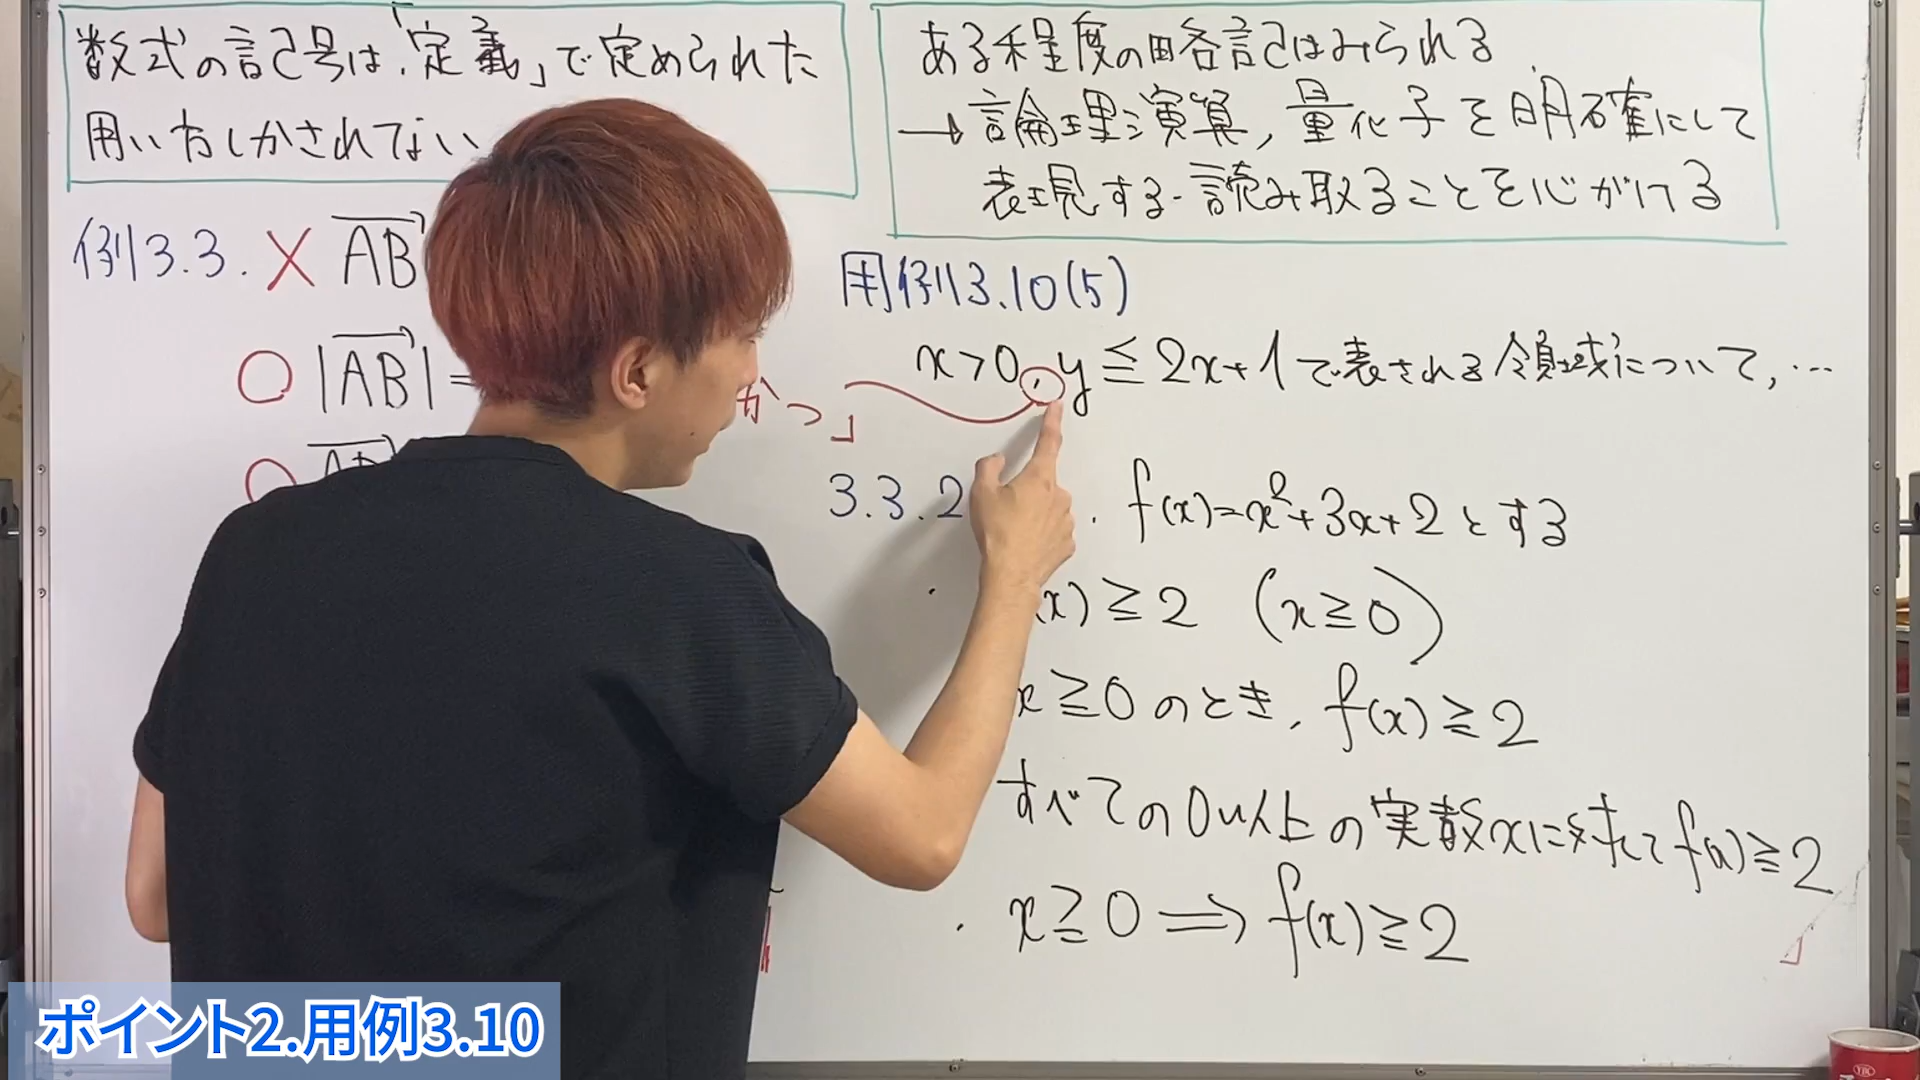 数式の記号は、「定義」で定められた
用い方しかされてない
例3.3. × AB
○ |AB| =
○
ある程度の略記はみられる
→論理演算, 量化子を明確にして
表現する・読み取ることを心がける
用例3.10(5)
x>0, y≦2x+1で表される領域について, …
かつ」
3.3.2
f(x)=x²+3x+2とする
(x)≧2 (x≧0)
x≧0のとき, f(x)≧2
すべての0以上の実数xに対して f(x)≧2
・ x≧0 ⟹ f(x)≧2
」
ポイント2.用例3.10